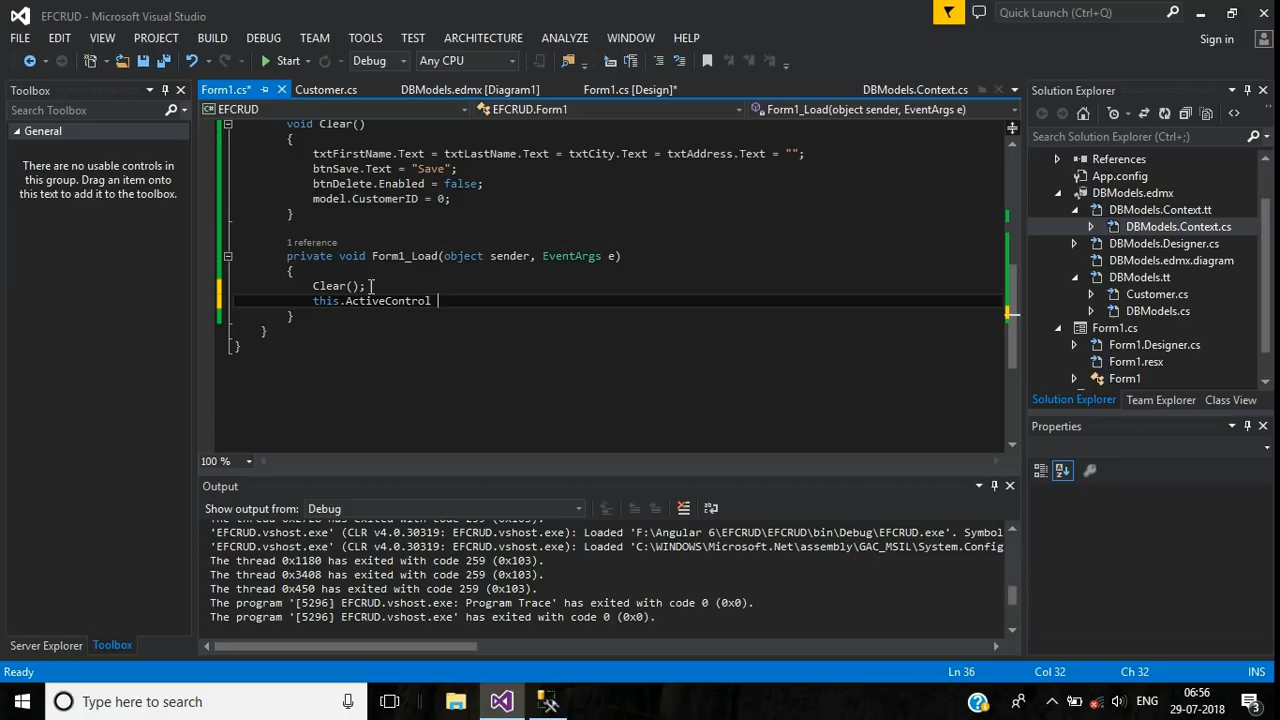 EFCRUD - Microsoft Visual Studio
Quick Launch (Ctrl+Q)
FILE EDIT VIEW PROJECT BUILD DEBUG TEAM TOOLS TEST ARCHITECTURE ANALYZE WINDOW HELP
Sign in
Start Debug Any CPU
Toolbox
Search Toolbox
General
There are no usable controls in
this group. Drag an item onto
this text to add it to the toolbox.
Server Explorer Toolbox
Form1.cs* Customer.cs DBModels.edmx [Diagram1] Form1.cs [Design]* DBModels.Context.cs
EFCRUD EFCRUD.Form1 Form1_Load(object sender, EventArgs e)
void Clear()
{
txtFirstName.Text = txtLastName.Text = txtCity.Text = txtAddress.Text = "";
btnSave.Text = "Save";
btnDelete.Enabled = false;
model.CustomerID = 0;
}
1 reference
private void Form1_Load(object sender, EventArgs e)
{
Clear();
this.ActiveControl
}
}
}
100 %
Output
Show output from: Debug
'EFCRUD.vshost.exe' (CLR v4.0.30319: EFCRUD.vshost.exe): Loaded 'F:\Angular 6\EFCRUD\EFCRUD\bin\Debug\EFCRUD.exe'. Symbol
'EFCRUD.vshost.exe' (CLR v4.0.30319: EFCRUD.vshost.exe): Loaded 'C:\WINDOWS\Microsoft.Net\assembly\GAC_MSIL\System.Config
The thread 0x1180 has exited with code 259 (0x103).
The thread 0x3408 has exited with code 259 (0x103).
The thread 0x450 has exited with code 259 (0x103).
The program '[5296] EFCRUD.vshost.exe: Program Trace' has exited with code 0 (0x0).
The program '[5296] EFCRUD.vshost.exe' has exited with code 0 (0x0).
Solution Explorer
Search Solution Explorer (Ctrl+;)
References
App.config
DBModels.edmx
DBModels.Context.tt
DBModels.Context.cs
DBModels.Designer.cs
DBModels.edmx.diagram
DBModels.tt
Customer.cs
DBModels.cs
Form1.cs
Form1.Designer.cs
Form1.resx
Form1
Solution Explorer Team Explorer Class View
Properties
Ready Ln 36 Col 32 Ch 32 INS
Type here to search
ENG
06:56
29-07-2018
3